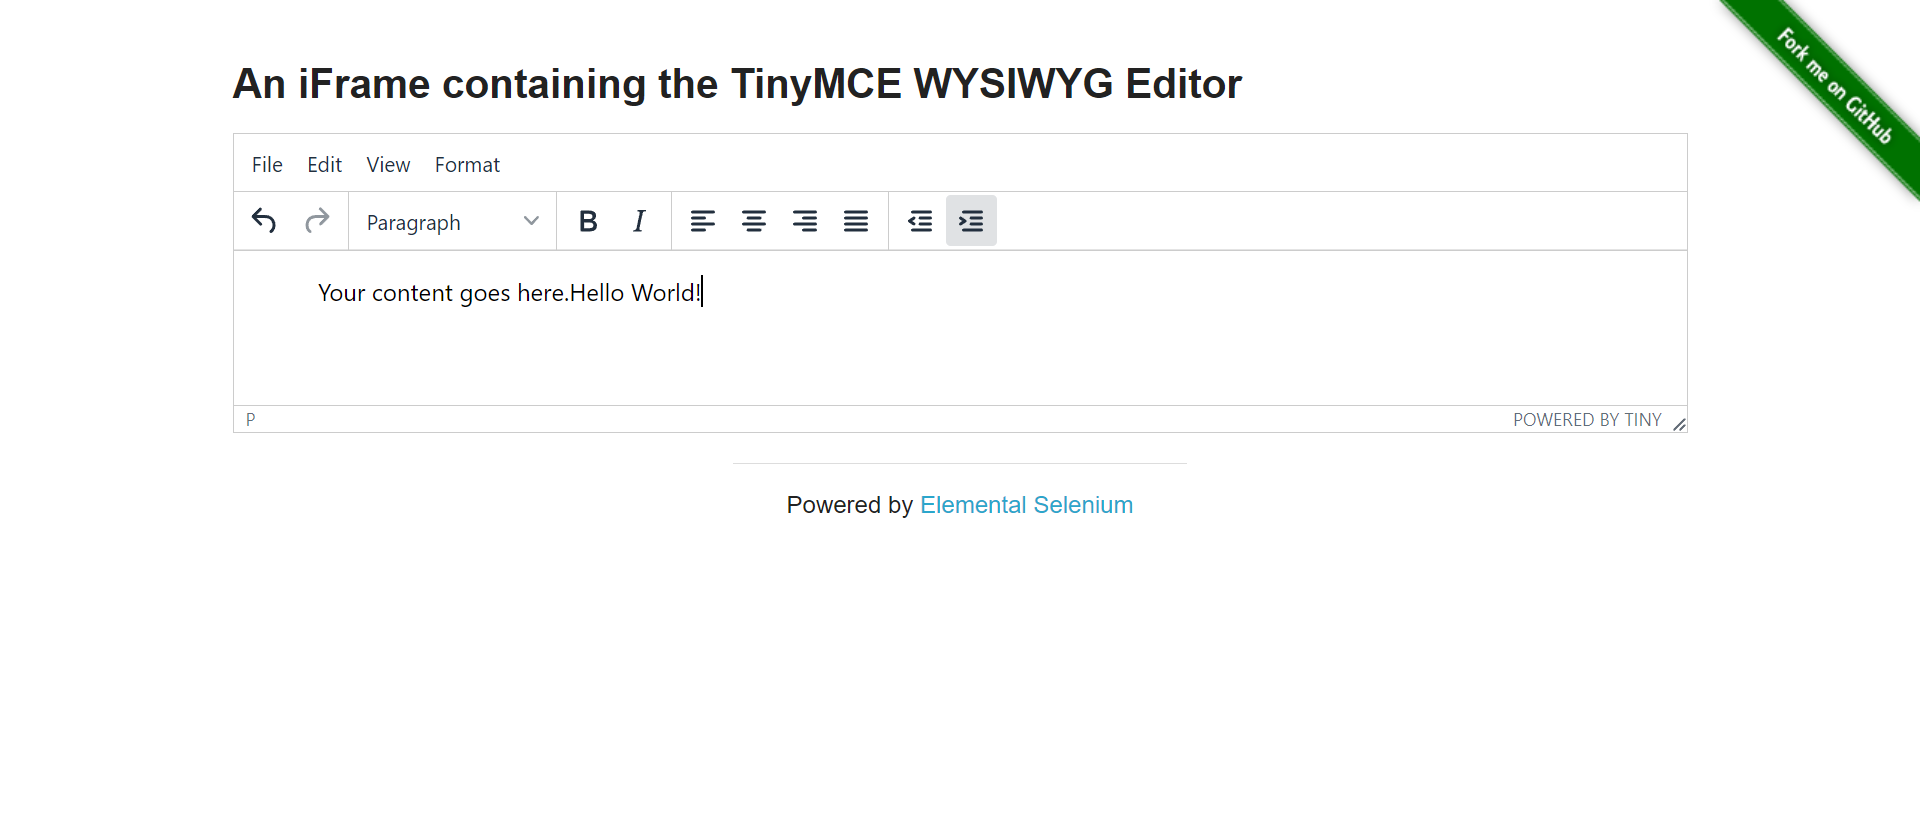 Fork me on GitHub
An iFrame containing the TinyMCE WYSIWYG Editor
File Edit View Format
Paragraph B I
Your content goes here.Hello World!
P POWERED BY TINY
Powered by Elemental Selenium